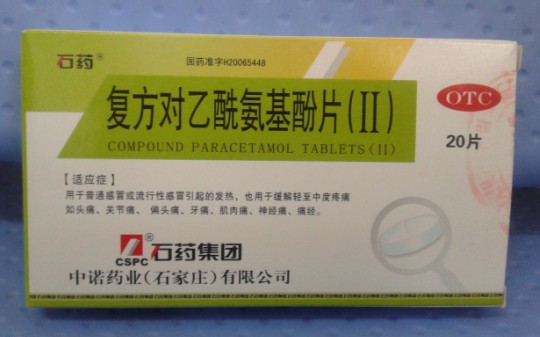 石药®
国药准字H20065448
复方对乙酰氨基酚片(II)
COMPOUND PARACETAMOL TABLETS(II)
OTC
20片
【适应症】
用于普通感冒或流行性感冒引起的发热，也用于缓解轻至中度疼痛
如头痛、关节痛、偏头痛、牙痛、肌肉痛、神经痛、痛经。
CSPC® 石药集团
中诺药业(石家庄)有限公司